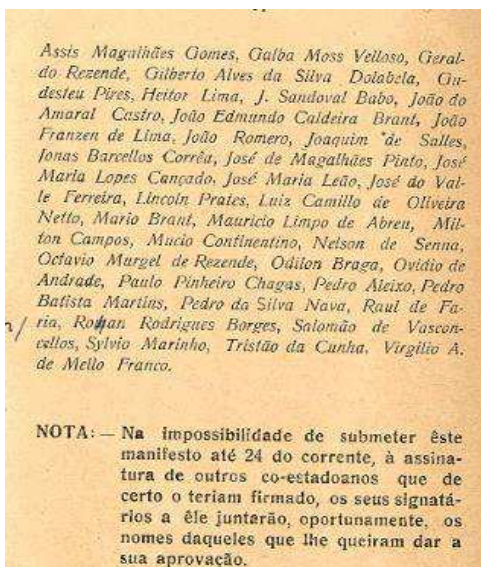 Assis Magalhães Gomes, Galba Moss Velloso, Geral-
do Rezende, Gilberto Alves da Silva Dolabela, Gu-
desteu Pires, Heitor Lima, J. Sandoval Babo, João do
Amaral Castro, João Edmundo Caldeira Brant, João
Franzen de Lima, João Romero, Joaquim de Salles,
Jonas Barcellos Corrêa, José de Magalhães Pinto, José
Maria Lopes Cançado, José Maria Leão, José do Val-
le Ferreira, Lincoln Prates, Luiz Camillo de Oliveira
Netto, Mario Brant, Mauricio Limpo de Abreu, Mil-
ton Campos, Mucio Continentino, Nelson de Senna,
Octavio Murgel de Rezende, Odilon Braga, Ovidio de
Andrade, Paulo Pinheiro Chagas, Pedro Aleixo, Pedro
Batista Martins, Pedro da Silva Nava, Raul de Fa-
ria, Rodrigues Borges, Salomão de Vascon-
cellos, Sylvio Marinho, Tristão da Cunha, Virgilio A.
de Mello Franco.
NOTA: — Na impossibilidade de submeter êste
manifesto até 24 do corrente, à assina-
tura de outros co-estadoanos que de
certo o teriam firmado, os seus signatá-
rios a êle juntarão, oportunamente, os
nomes daqueles que lhe queiram dar a
sua aprovação.